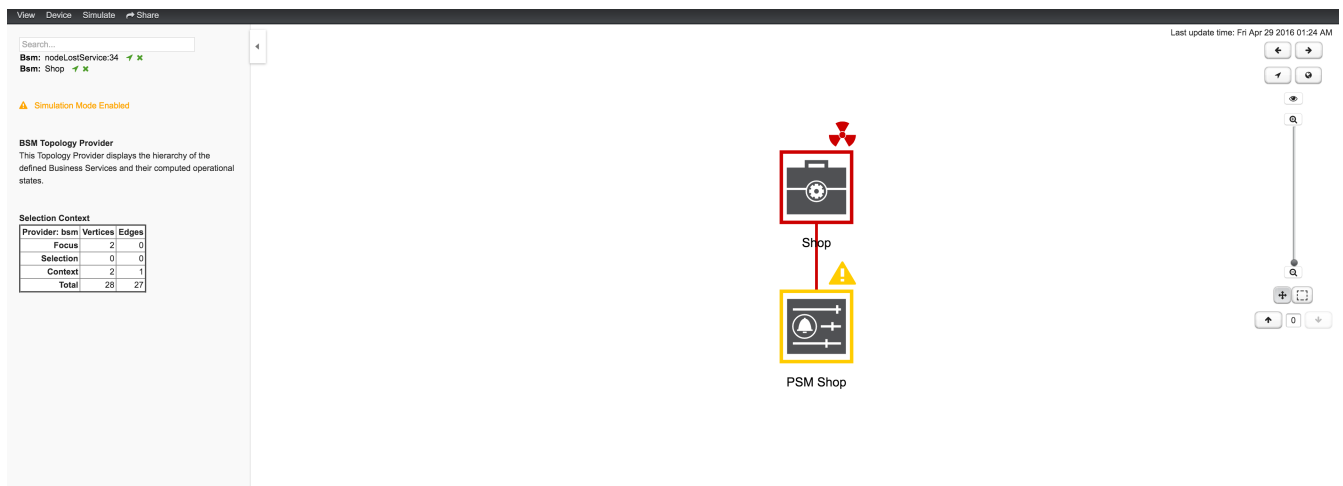 View Device Simulate Share
Last update time: Fri Apr 29 2016 01:24 AM
Search...
Bsm: nodeLostService:34
Bsm: Shop
Simulation Mode Enabled
BSM Topology Provider
This Topology Provider displays the hierarchy of the
defined Business Services and their computed operational
states.
Selection Context
Provider: bsm Vertices Edges
Focus 2 0
Selection 0 0
Context 2 1
Total 28 27
Shop
PSM Shop
0